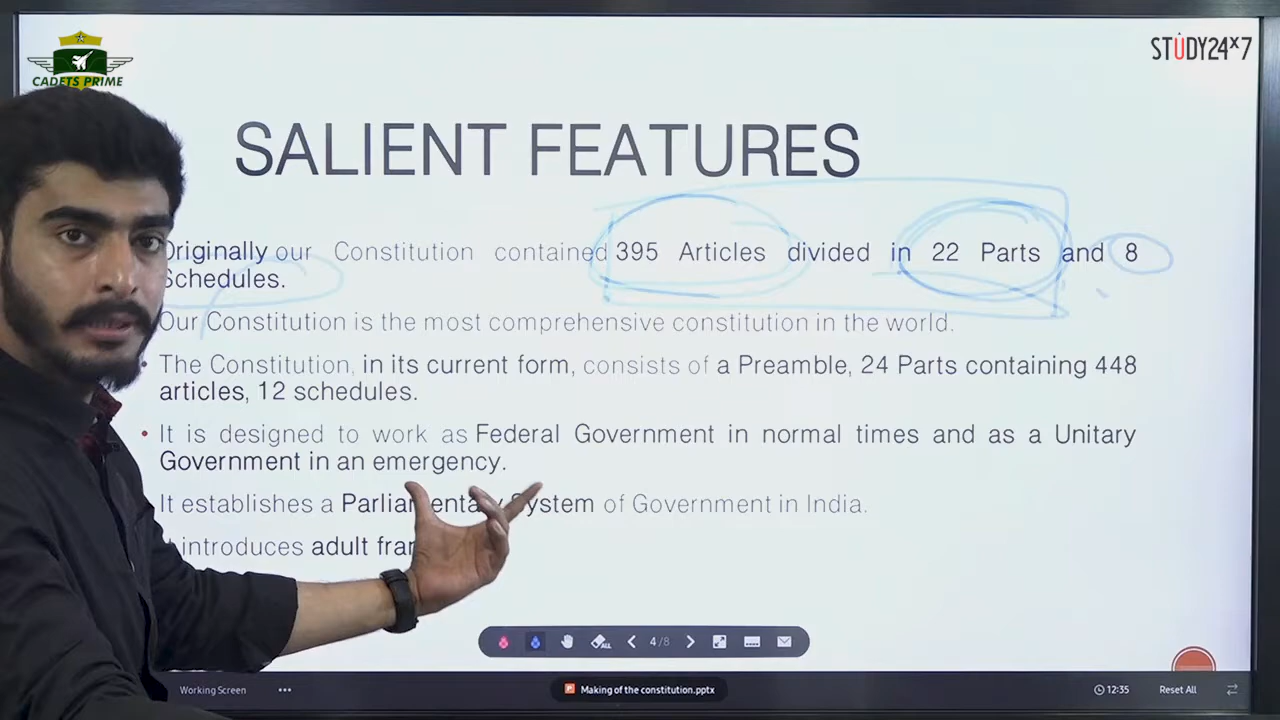 CADETS PRIME
STUDY24x7
SALIENT FEATURES
Originally our Constitution contained 395 Articles divided in 22 Parts and 8
Schedules.
Our Constitution is the most comprehensive constitution in the world.
The Constitution, in its current form, consists of a Preamble, 24 Parts containing 448
articles, 12 schedules.
• It is designed to work as Federal Government in normal times and as a Unitary
Government in an emergency.
It establishes a Parliamentary System of Government in India.
introduces adult
ALL
4/8
Working Screen
•••
Making of the constitution.pptx
12:35
Reset All